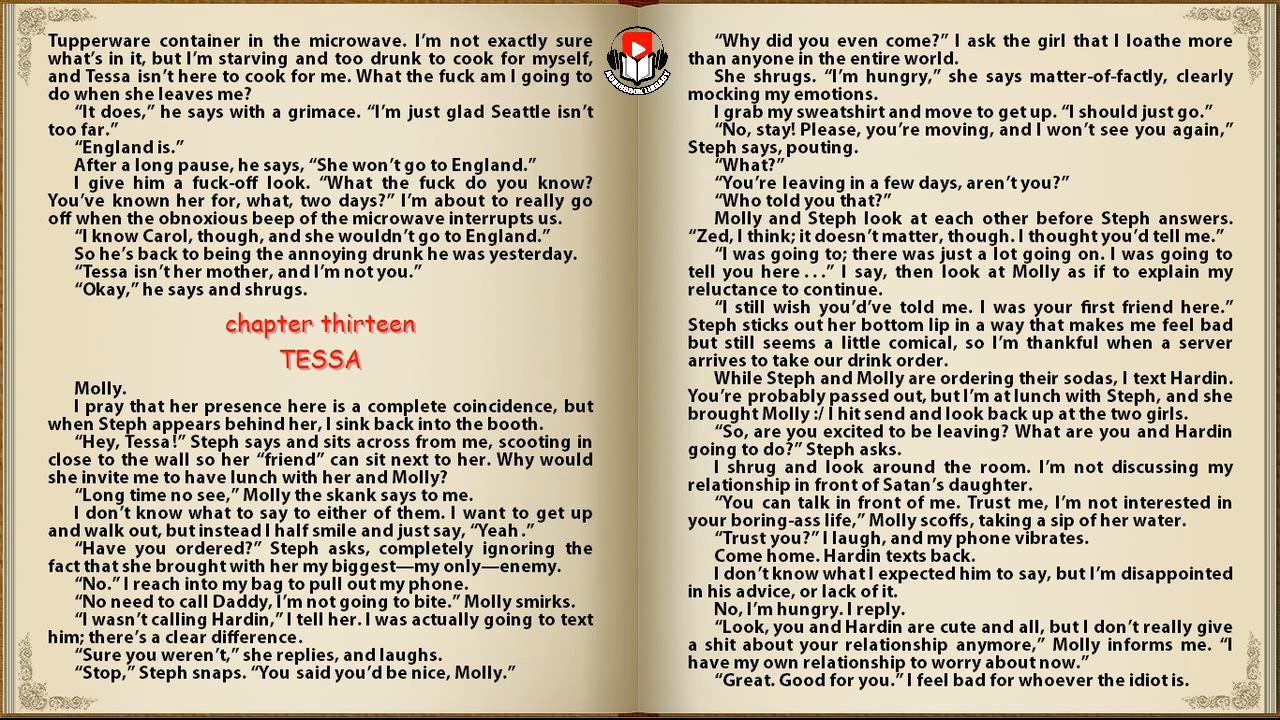 Tupperware container in the microwave. I’m not exactly sure
what’s in it, but I’m starving and too drunk to cook for myself,
and Tessa isn’t here to cook for me. What the fuck am I going to
do when she leaves me?
“It does,” he says with a grimace. “I’m just glad Seattle isn’t
too far.”
“England is.”
After a long pause, he says, “She won’t go to England.”
I give him a fuck-off look. “What the fuck do you know?
You’ve known her for, what, two days?” I’m about to really go
off when the obnoxious beep of the microwave interrupts us.
“I know Carol, though, and she wouldn’t go to England.”
So he’s back to being the annoying drunk he was yesterday.
“Tessa isn’t her mother, and I’m not you.”
“Okay,” he says and shrugs.
chapter thirteen
TESSA
Molly.
I pray that her presence here is a complete coincidence, but
when Steph appears behind her, I sink back into the booth.
“Hey, Tessa!” Steph says and sits across from me, scooting in
close to the wall so her “friend” can sit next to her. Why would
she invite me to have lunch with her and Molly?
“Long time no see,” Molly the skank says to me.
I don’t know what to say to either of them. I want to get up
and walk out, but instead I half smile and just say, “Yeah .”
“Have you ordered?” Steph asks, completely ignoring the
fact that she brought with her my biggest—my only—enemy.
“No.” I reach into my bag to pull out my phone.
“No need to call Daddy, I’m not going to bite.” Molly smirks.
“I wasn’t calling Hardin,” I tell her. I was actually going to text
him; there’s a clear difference.
“Sure you weren’t,” she replies, and laughs.
“Stop,” Steph snaps. “You said you’d be nice, Molly.”
AUDIOBOOK LIBRARY
“Why did you even come?” I ask the girl that I loathe more
than anyone in the entire world.
She shrugs. “I’m hungry,” she says matter-of-factly, clearly
mocking my emotions.
I grab my sweatshirt and move to get up. “I should just go.”
“No, stay! Please, you’re moving, and I won’t see you again,”
Steph says, pouting.
“What?”
“You’re leaving in a few days, aren’t you?”
“Who told you that?”
Molly and Steph look at each other before Steph answers.
“Zed, I think; it doesn’t matter, though. I thought you’d tell me.”
“I was going to; there was just a lot going on. I was going to
tell you here . . .” I say, then look at Molly as if to explain my
reluctance to continue.
“I still wish you’d’ve told me. I was your first friend here.”
Steph sticks out her bottom lip in a way that makes me feel bad
but still seems a little comical, so I’m thankful when a server
arrives to take our drink order.
While Steph and Molly are ordering their sodas, I text Hardin.
You’re probably passed out, but I’m at lunch with Steph, and she
brought Molly :/ I hit send and look back up at the two girls.
“So, are you excited to be leaving? What are you and Hardin
going to do?” Steph asks.
I shrug and look around the room. I’m not discussing my
relationship in front of Satan’s daughter.
“You can talk in front of me. Trust me, I’m not interested in
your boring-ass life,” Molly scoffs, taking a sip of her water.
“Trust you?” I laugh, and my phone vibrates.
Come home. Hardin texts back.
I don’t know what I expected him to say, but I’m disappointed
in his advice, or lack of it.
No, I’m hungry. I reply.
“Look, you and Hardin are cute and all, but I don’t really give
a shit about your relationship anymore,” Molly informs me. “I
have my own relationship to worry about now.”
“Great. Good for you.” I feel bad for whoever the idiot is.